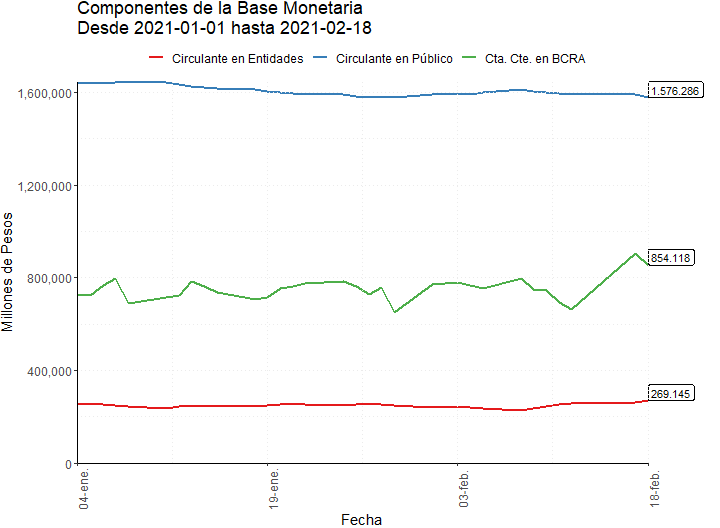 Componentes de la Base Monetaria
Desde 2021-01-01 hasta 2021-02-18
Circulante en Entidades Circulante en Público Cta. Cte. en BCRA
Millones de Pesos
1,600,000
1,200,000
800,000
400,000
0
1.576.286
854.118
269.145
04-ene.
19-ene.
03-feb.
18-feb.
Fecha